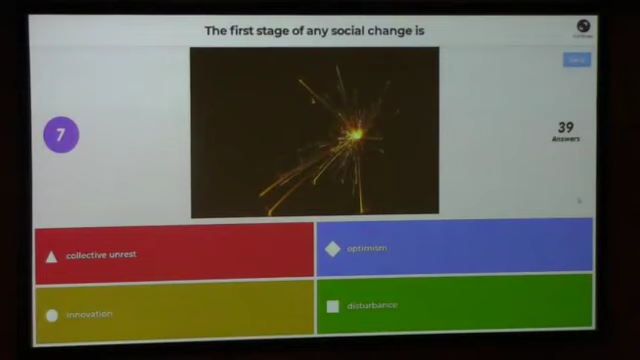 The first stage of any social change is
7
39
Answers
collective unrest
optimism
innovation
disturbance